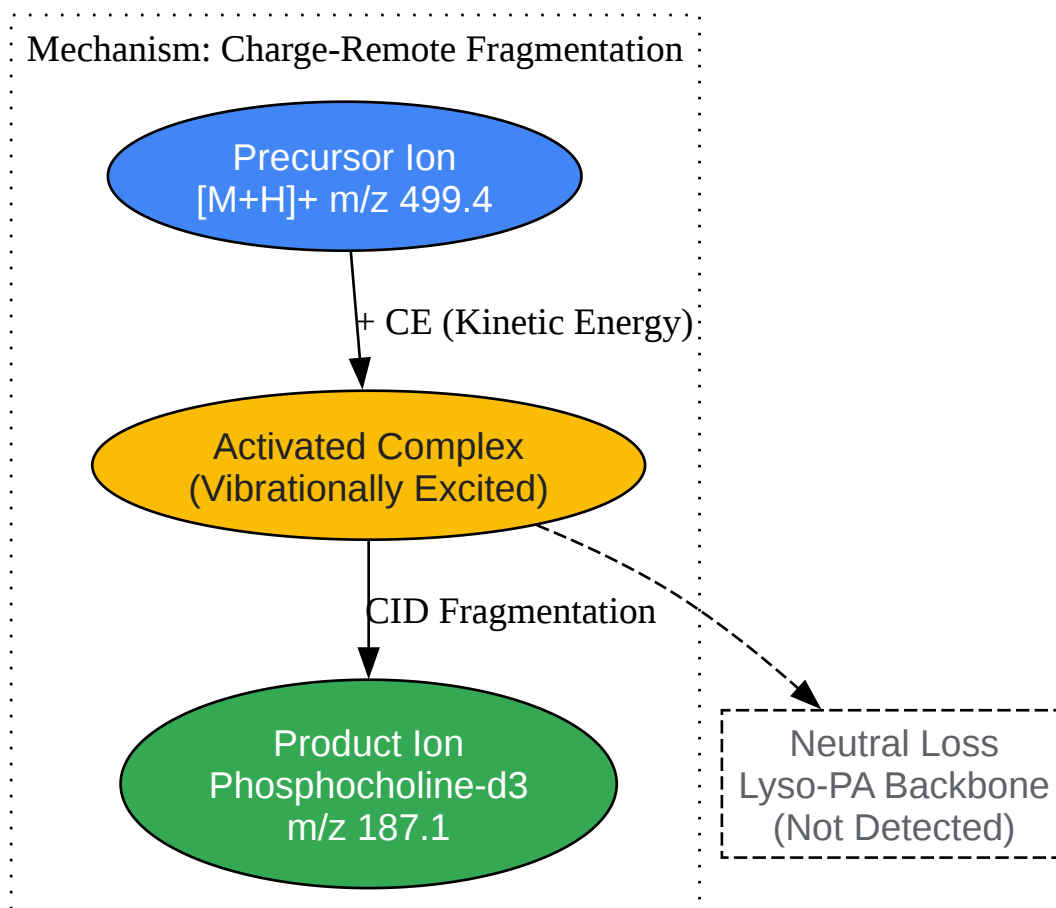 Mechanism: Charge-Remote Fragmentation
Precursor Ion
[M+H]+ m/z 499.4
+ CE (Kinetic Energy)
Activated Complex
(Vibrationally Excited)
CID Fragmentation
Product Ion
Phosphocholine-d3
m/z 187.1
Neutral Loss
Lyso-PA Backbone
(Not Detected)